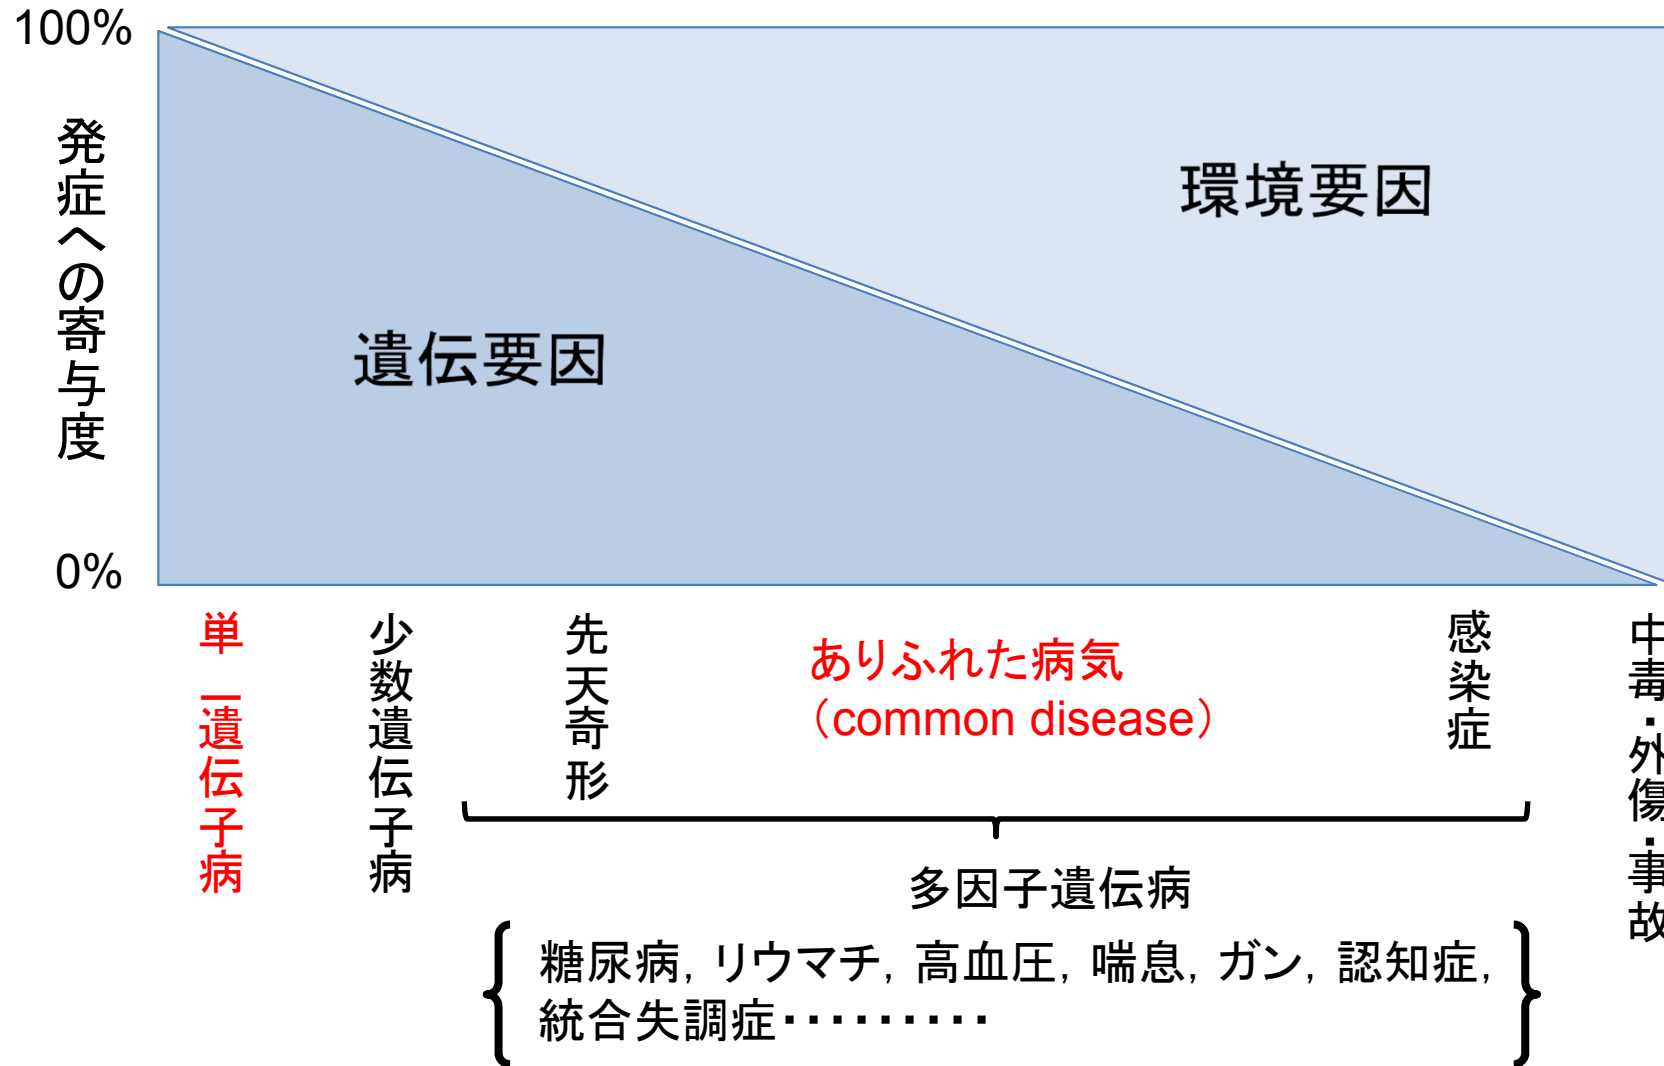 100%
発症への寄与度
0%
環境要因
遺伝要因
単一遺伝子病
少数遺伝子病
先天奇形
ありふれた病気
（common disease）
感染症
中毒・外傷・事故
多因子遺伝病
糖尿病, リウマチ, 高血圧, 喘息, ガン, 認知症,
統合失調症・・・・・・・・・